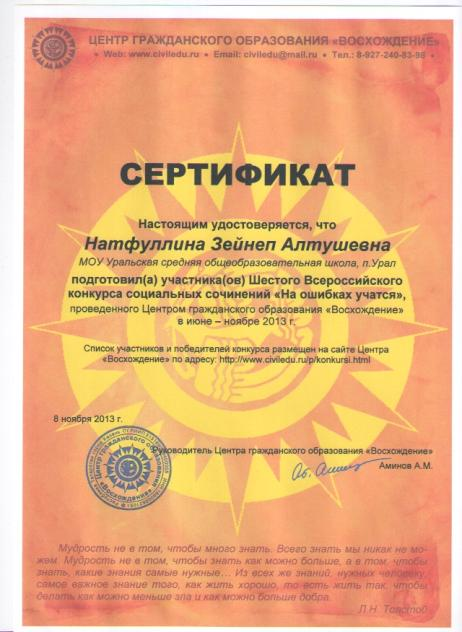 ЦЕНТР ГРАЖДАНСКОГО ОБРАЗОВАНИЯ «ВОСХОЖДЕНИЕ»
• Web: www.civiledu.ru • Email: civiledu@mail.ru • Тел.: 8-927-240-83-98 •
СЕРТИФИКАТ
Настоящим удостоверяется, что
Натфуллина Зейнеп Алтушевна
МОУ Уральская средняя общеобразовательная школа, п.Урал
подготовил(а) участника(ов) Шестого Всероссийского
конкурса социальных сочинений «На ошибках учатся»,
проведенного Центром гражданского образования «Восхождение»
в июне – ноябре 2013 г.
Список участников и победителей конкурса размещен на сайте Центра
«Восхождение» по адресу: http://www.civiledu.ru/p/konkursi.html
8 ноября 2013 г.
Руководитель Центра гражданского образования «Восхождение»
Аминов А.М.
Центр гражданского образования
«Восхождение»
Мудрость не в том, чтобы много знать. Всего знать мы никак не мо-
жем. Мудрость не в том, чтобы знать как можно больше, а в том, чтобы
знать, какие знания самые нужные... Из всех же знаний, нужных человеку,
самое важное знание того, как жить хорошо, то есть жить так, чтобы
делать как можно меньше зла и как можно больше добра.
Л.Н. Толстой